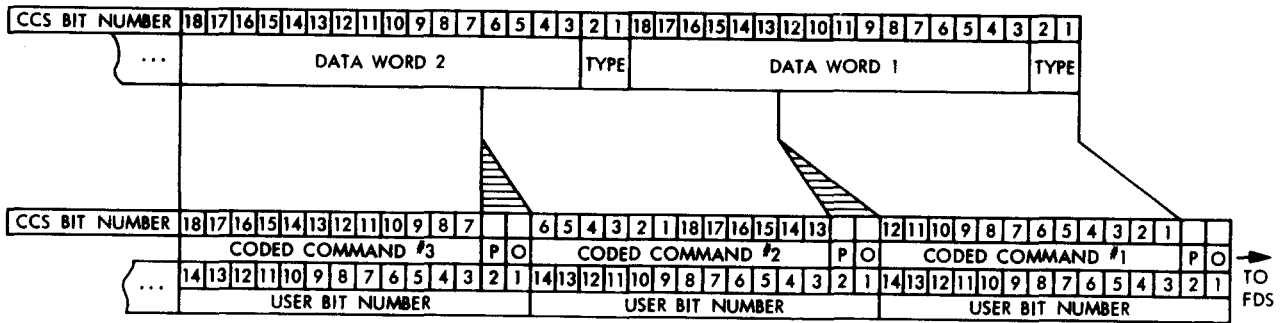 CCS BIT NUMBER 18 17 16 15 14 13 12 11 10 9 8 7 6 5 4 3 2 1 18 17 16 15 14 13 12 10 11 9 8 7 6 5 4 3 2 1
... DATA WORD 2 TYPE DATA WORD 1 TYPE
CCS BIT NUMBER 18 17 16 15 14 13 12 11 10 9 8 7 6 5 4 3 2 1 18 17 16 15 14 13 12 11 10 9 8 7 6 5 4 3 2 1
CODED COMMAND #3 P O CODED COMMAND #2 P O CODED COMMAND #1 P O
... 14 13 12 11 10 9 8 7 6 5 4 3 2 1 14 13 12 11 10 9 8 7 6 5 4 3 2 1 14 13 12 11 10 9 8 7 6 5 4 3 2 1
USER BIT NUMBER USER BIT NUMBER USER BIT NUMBER
TO
FDS